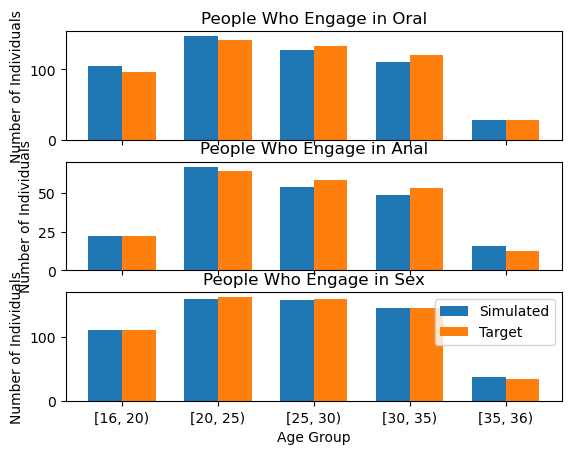 People Who Engage in Oral
Number of Individuals
100
0
People Who Engage in Anal
Number of Individuals
50
25
0
People Who Engage in Sex
Number of Individuals
100
0
Simulated
Target
[16, 20)
[20, 25)
[25, 30)
[30, 35)
[35, 36)
Age Group